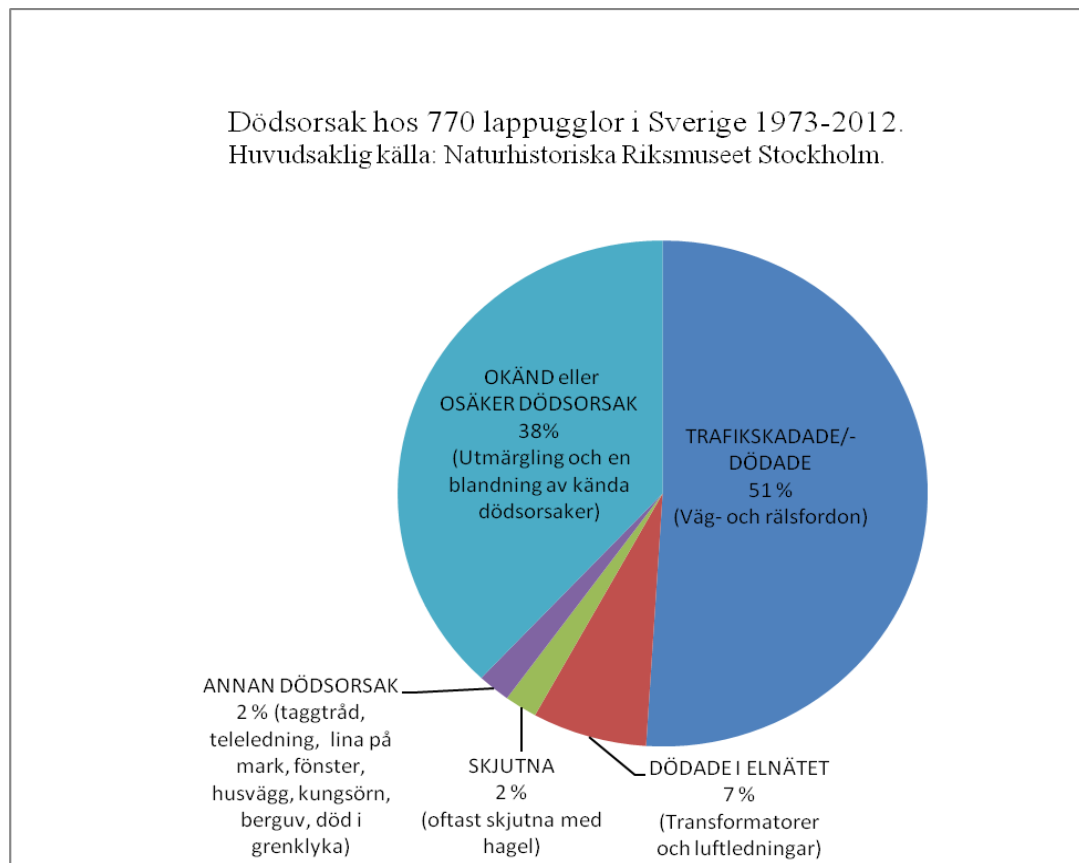 Dödsorsak hos 770 lappugglor i Sverige 1973-2012.
Huvudsaklig källa: Naturhistoriska Riksmuseet Stockholm.
OKÄND eller
OSÄKER DÖDSORSAK
38%
(Utmärgling och en
blandning av kända
dödsorsaker)
TRAFIKSKADADE/-
DÖDADE
51 %
(Väg- och rälsfordon)
ANNAN DÖDSORSAK
2 % (taggtråd,
teleledning, lina på
mark, fönster,
husvägg, kungsörn,
berguv, död i
grenklyka)
SKJUTNA
2 %
(oftast skjutna med
hagel)
DÖDADE I ELNÄTET
7 %
(Transformatorer
och luftledningar)